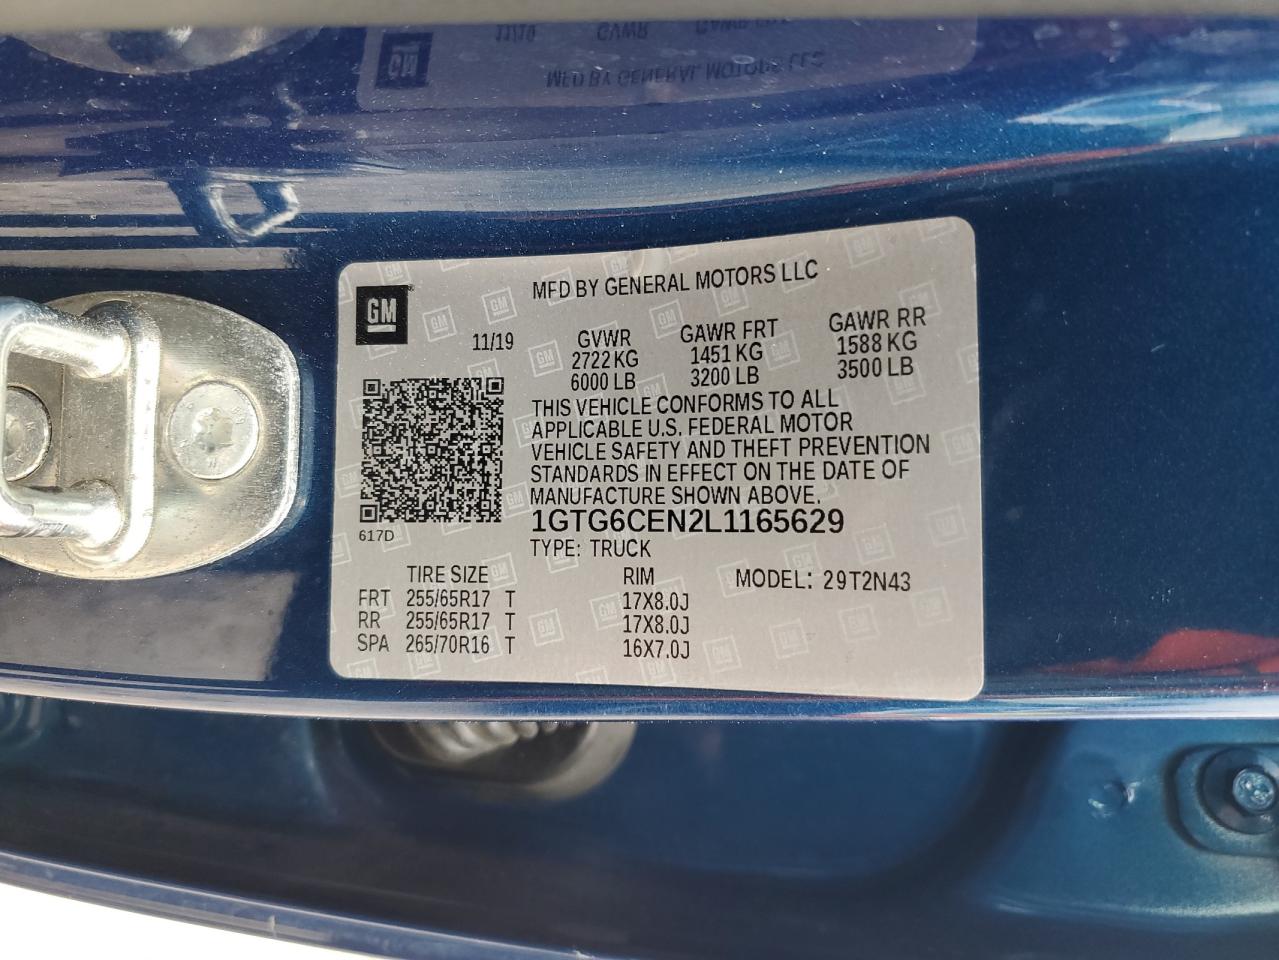 MFD BY GENERAL MOTORS LLC
GM
11/19 GVWR GAWR FRT GAWR RR
2722 KG 1451 KG 1588 KG
6000 LB 3200 LB 3500 LB
THIS VEHICLE CONFORMS TO ALL
APPLICABLE U.S. FEDERAL MOTOR
VEHICLE SAFETY AND THEFT PREVENTION
STANDARDS IN EFFECT ON THE DATE OF
MANUFACTURE SHOWN ABOVE.
1GTG6CEN2L1165629
617D
TYPE: TRUCK
TIRE SIZE RIM MODEL: 29T2N43
FRT 255/65R17 T 17X8.0J
RR 255/65R17 T 17X8.0J
SPA 265/70R16 T 16X7.0J